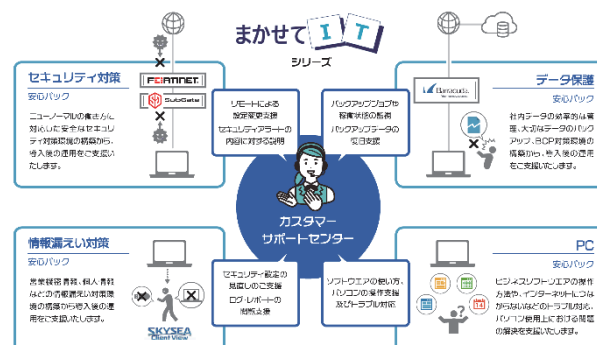 まかせてIT
シリーズ
セキュリティ対策
安心パック
ニューノーマルの働き方に
対応した安全なセキュリ
ティ対策環境の構築から、
導入後の運用をご支援い
たします。
FORTINET
SubGate
リモートによる
設定変更支援
セキュリティアラートの
内容に対する説明
バックアップジョブや
稼働状態の監視
バックアップデータの
復旧支援
データ保護
安心パック
Barracuda
社内データの効率的な管
理、大切なデータのバック
アップ、BCP対策環境の
構築から、導入後の運用
をご支援いたします。
カスタマー
サポートセンター
情報漏えい対策
安心パック
営業機密情報、個人情報
などの情報漏えい対策環
境の構築から導入後の運
用をご支援いたします。
SKYSEA
Client View
セキュリティ設定の
見直しのご支援
ログ・レポートの
閲覧支援
ソフトウエアの使い方、
パソコンの操作支援
及びトラブル対応
PC
安心パック
14
ビジネスソフトウエアの操作
方法や、インターネットにつな
がらないなどのトラブル対応、
パソコン使用上における問題
の解決を支援いたします。